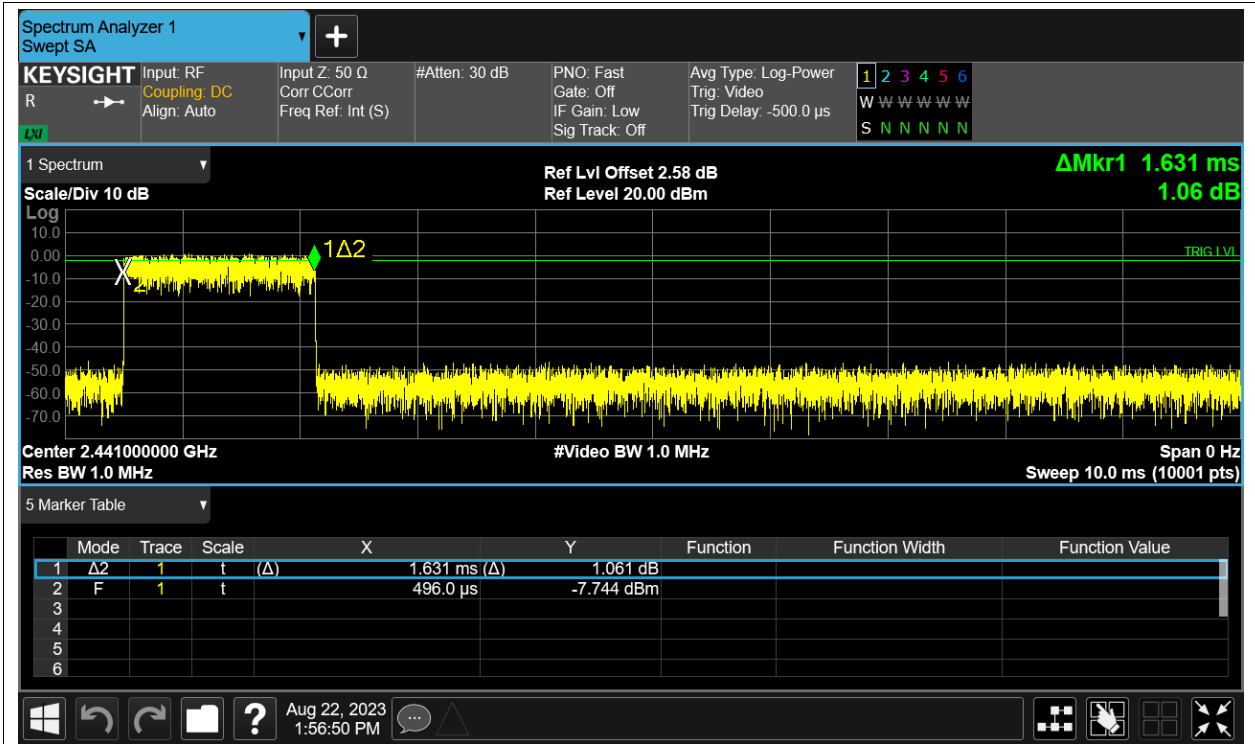 Spectrum Analyzer 1
Swept SA
KEYSIGHT
R
LXI
Input: RF
Coupling: DC
Align: Auto
Input Z: 50 Ω
Corr CCorr
Freq Ref: Int (S)
#Atten: 30 dB
PNO: Fast
Gate: Off
IF Gain: Low
Sig Track: Off
Avg Type: Log-Power
Trig: Video
Trig Delay: -500.0 µs
1 2 3 4 5 6
W W W W W W
S N N N N N
1 Spectrum
Scale/Div 10 dB
Ref Lvl Offset 2.58 dB
Ref Level 20.00 dBm
ΔMkr1 1.631 ms
1.06 dB
Log
10.0
0.00
-10.0
-20.0
-30.0
-40.0
-50.0
-60.0
-70.0
X
2
1Δ2
TRIG LVL
Center 2.441000000 GHz
Res BW 1.0 MHz
#Video BW 1.0 MHz
Span 0 Hz
Sweep 10.0 ms (10001 pts)
5 Marker Table
Mode Trace Scale X Y Function Function Width Function Value
1 Δ2 1 t (Δ) 1.631 ms (Δ) 1.061 dB
2 F 1 t 496.0 µs -7.744 dBm
3
4
5
6
?
Aug 22, 2023
1:56:50 PM